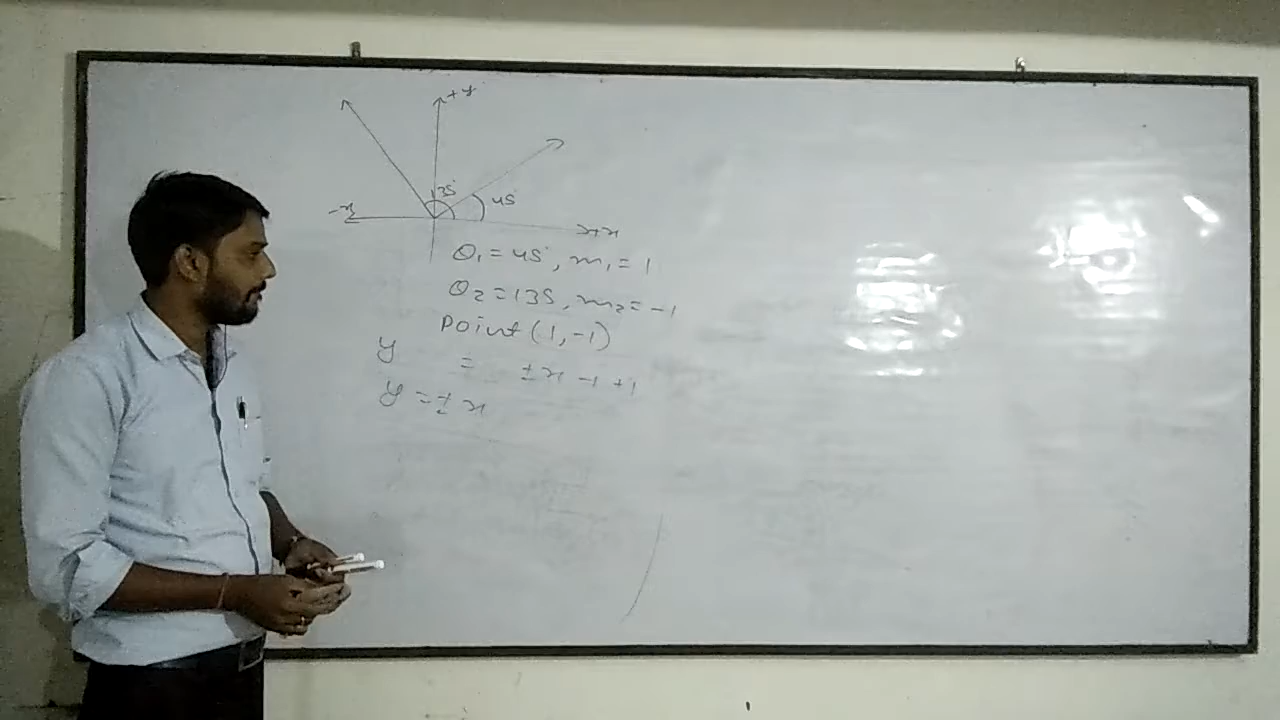 +y
135°
45°
-x
+x
θ₁ = 45°, m₁ = 1
θ₂ = 135, m₂ = -1
Point (1, -1)
y = ± x - 1 + 1
y = ± x